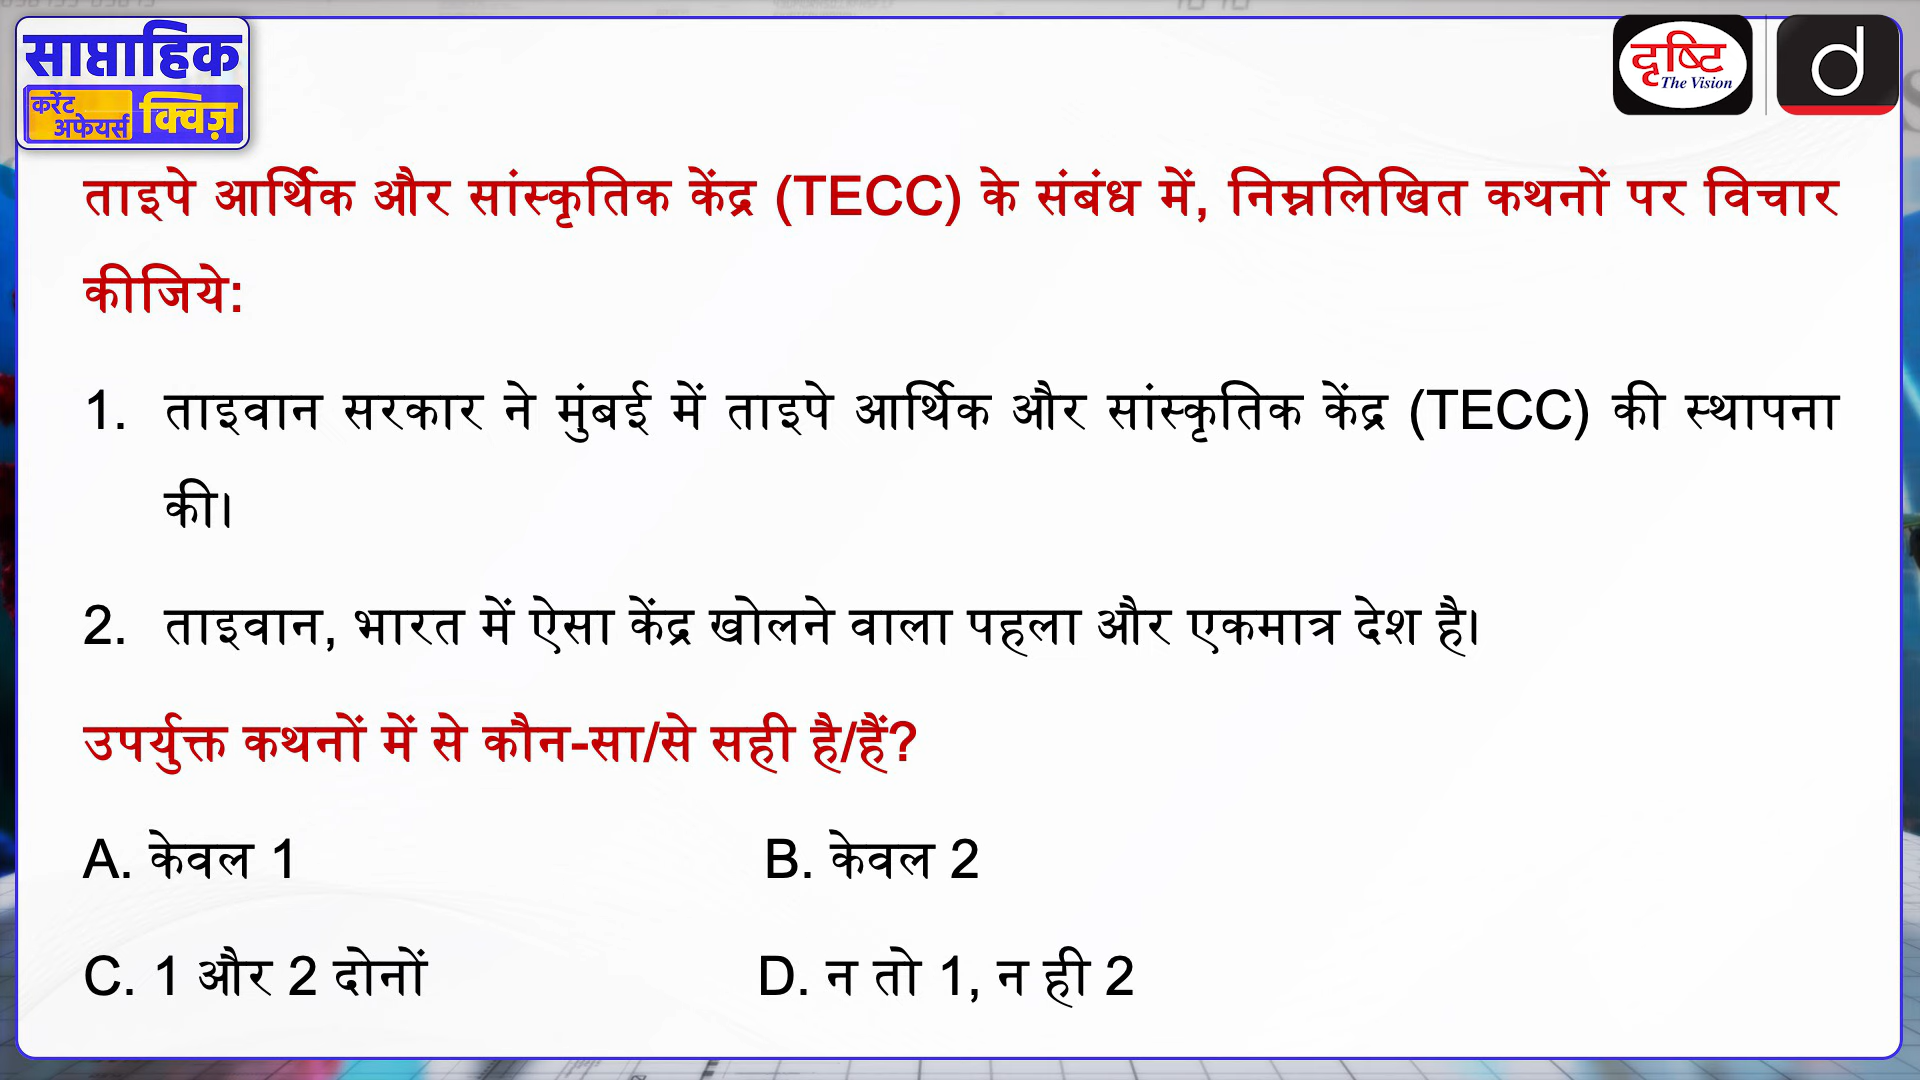 साप्ताहिक
करेंट
अफेयर्स क्विज़
दृष्टि
The Vision
d
ताइपे आर्थिक और सांस्कृतिक केंद्र (TECC) के संबंध में, निम्नलिखित कथनों पर विचार
कीजिये:
1. ताइवान सरकार ने मुंबई में ताइपे आर्थिक और सांस्कृतिक केंद्र (TECC) की स्थापना
की।
2. ताइवान, भारत में ऐसा केंद्र खोलने वाला पहला और एकमात्र देश है।
उपर्युक्त कथनों में से कौन-सा/से सही है/हैं?
A. केवल 1 B. केवल 2
C. 1 और 2 दोनों D. न तो 1, न ही 2